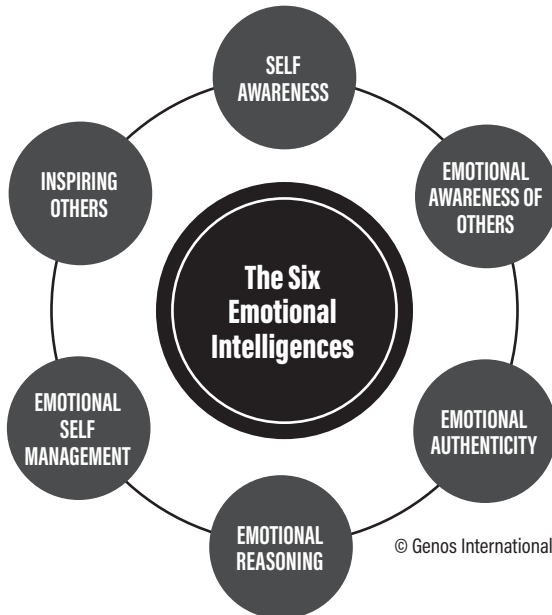 SELF
AWARENESS
EMOTIONAL
AWARENESS OF
OTHERS
EMOTIONAL
AUTHENTICITY
EMOTIONAL
REASONING
EMOTIONAL
SELF
MANAGEMENT
INSPIRING
OTHERS
The Six
Emotional
Intelligences
© Genos International